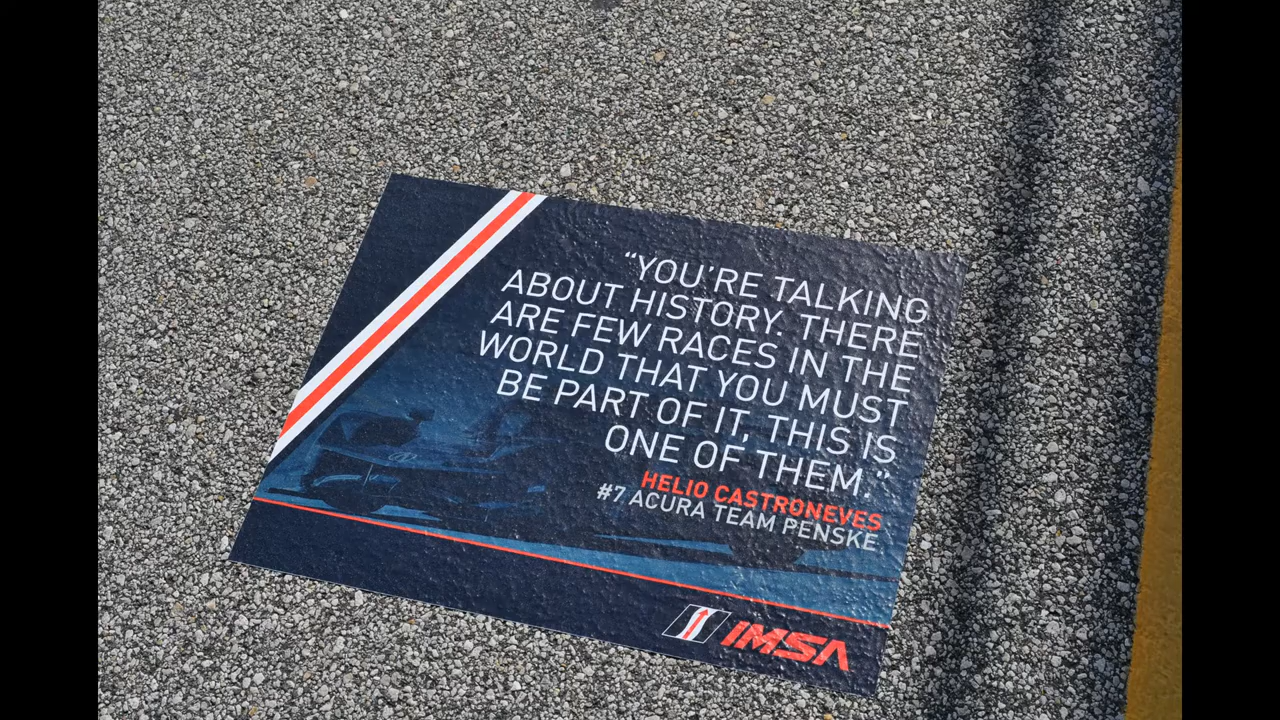 “YOU’RE TALKING
ABOUT HISTORY. THERE
ARE FEW RACES IN THE
WORLD THAT YOU MUST
BE PART OF IT, THIS IS
ONE OF THEM.”
HELIO CASTRONEVES
#7 ACURA TEAM PENSKE
IMSA